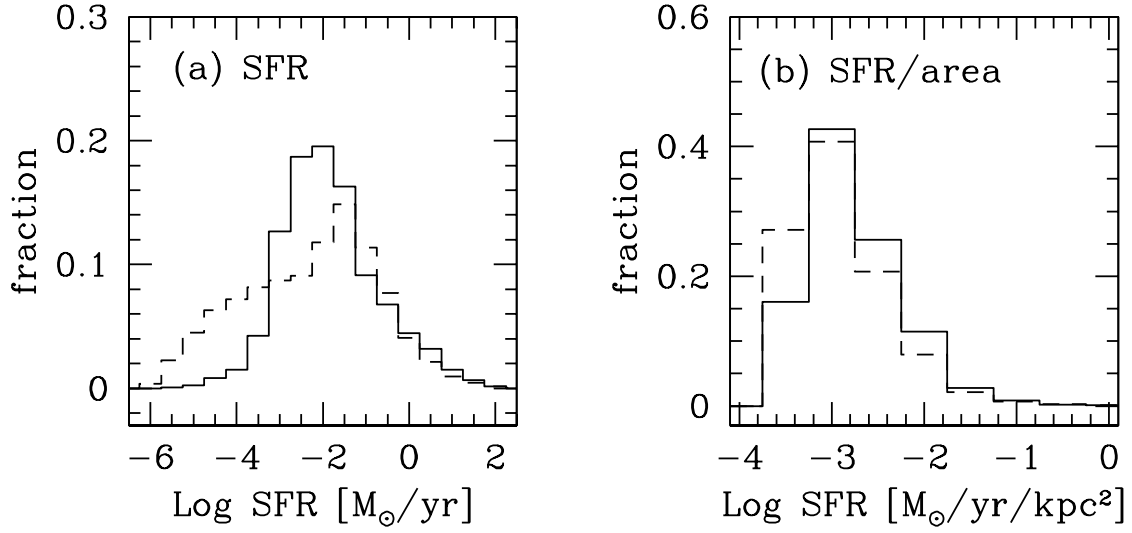 (a) SFR
0.3
0.2
0.1
0
fraction
−6 −4 −2 0 2
Log SFR [M☉/yr]
(b) SFR/area
0.6
0.4
0.2
0
fraction
−4 −3 −2 −1 0
Log SFR [M☉/yr/kpc²]